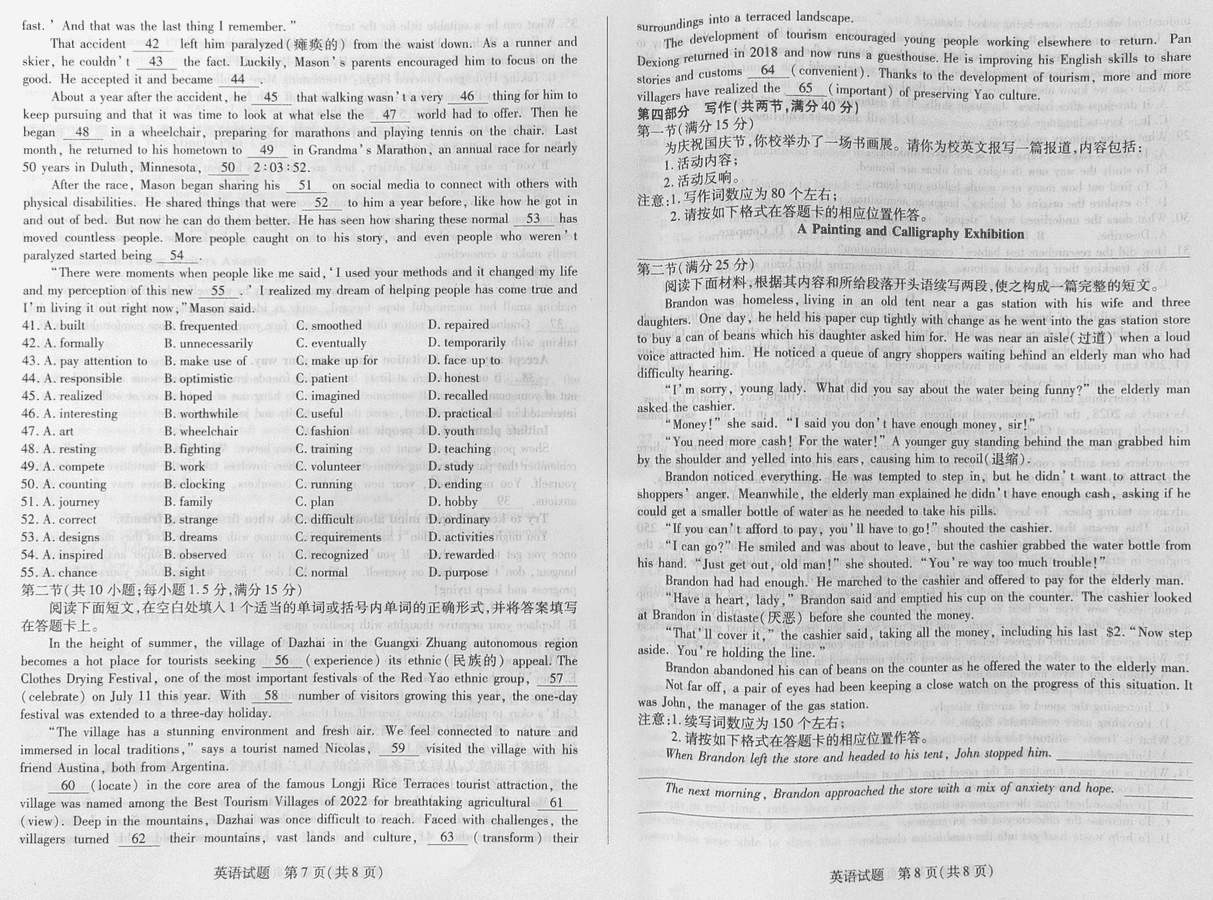 fast. ' And that was the last thing I remember. "
That accident 42 left him paralyzed(瘫痪的) from the waist down. As a runner and
skier, he couldn't 43 the fact. Luckily, Mason's parents encouraged him to focus on the
good. He accepted it and became 44 .
About a year after the accident, he 45 that walking wasn't a very 46 thing for him to
keep pursuing and that it was time to look at what else the 47 world had to offer. Then he
began 48 in a wheelchair, preparing for marathons and playing tennis on the chair. Last
month, he returned to his hometown to 49 in Grandma's Marathon, an annual race for nearly
50 years in Duluth, Minnesota, 50 2:03:52.
After the race, Mason began sharing his 51 on social media to connect with others with
physical disabilities. He shared things that were 52 to him a year before, like how he got in
and out of bed. But now he can do them better. He has seen how sharing these normal 53 has
moved countless people. More people caught on to his story, and even people who weren't
paralyzed started being 54 .
"There were moments when people like me said, 'I used your methods and it changed my life
and my perception of this new 55 .' I realized my dream of helping people has come true and
I'm living it out right now," Mason said.
41. A. built B. frequented C. smoothed D. repaired
42. A. formally B. unnecessarily C. eventually D. temporarily
43. A. pay attention to B. make use of C. make up for D. face up to
44. A. responsible B. optimistic C. patient D. honest
45. A. realized B. hoped C. imagined D. recalled
46. A. interesting B. worthwhile C. useful D. practical
47. A. art B. wheelchair C. fashion D. youth
48. A. resting B. fighting C. training D. teaching
49. A. compete B. work C. volunteer D. study
50. A. counting B. clocking C. running D. ending
51. A. journey B. family C. plan D. hobby
52. A. correct B. strange C. difficult D. ordinary
53. A. designs B. dreams C. requirements D. activities
54. A. inspired B. observed C. recognized D. rewarded
55. A. chance B. sight C. normal D. purpose
第二节(共10小题;每小题1.5分,满分15分)
阅读下面短文,在空白处填入1个适当的单词或括号内单词的正确形式,并将答案填写
在答题卡上。
In the height of summer, the village of Dazhai in the Guangxi Zhuang autonomous region
becomes a hot place for tourists seeking 56 (experience) its ethnic(民族的) appeal. The
Clothes Drying Festival, one of the most important festivals of the Red Yao ethnic group, 57
(celebrate) on July 11 this year. With 58 number of visitors growing this year, the one-day
festival was extended to a three-day holiday.
"The village has a stunning environment and fresh air. We feel connected to nature and
immersed in local traditions," says a tourist named Nicolas, 59 visited the village with his
friend Austina, both from Argentina.
60 (locate) in the core area of the famous Longji Rice Terraces tourist attraction, the
village was named among the Best Tourism Villages of 2022 for breathtaking agricultural 61
(view). Deep in the mountains, Dazhai was once difficult to reach. Faced with challenges, the
villagers turned 62 their mountains, vast lands and culture, 63 (transform) their
英语试题 第7页(共8页)
surroundings into a terraced landscape.
The development of tourism encouraged young people working elsewhere to return. Pan
Dexiong returned in 2018 and now runs a guesthouse. He is improving his English skills to share
stories and customs 64 (convenient). Thanks to the development of tourism, more and more
villagers have realized the 65 (important) of preserving Yao culture.
第四部分 写作(共两节,满分40分)
第一节(满分15分)
为庆祝国庆节,你校举办了一场书画展。请你为校英文报写一篇报道,内容包括:
1. 活动内容;
2. 活动反响。
注意:1. 写作词数应为80个左右;
2. 请按如下格式在答题卡的相应位置作答。
A Painting and Calligraphy Exhibition
第二节(满分25分)
阅读下面材料,根据其内容和所给段落开头语续写两段,使之构成一篇完整的短文。
Brandon was homeless, living in an old tent near a gas station with his wife and three
daughters. One day, he held his paper cup tightly with change as he went into the gas station store
to buy a can of beans which his daughter asked him for. He was near an aisle(过道) when a loud
voice attracted him. He noticed a queue of angry shoppers waiting behind an elderly man who had
difficulty hearing.
"I'm sorry, young lady. What did you say about the water being funny?" the elderly man
asked the cashier.
"Money!" she said. "I said you don't have enough money, sir!"
"You need more cash! For the water!" A younger guy standing behind the man grabbed him
by the shoulder and yelled into his ears, causing him to recoil(退缩).
Brandon noticed everything. He was tempted to step in, but he didn't want to attract the
shoppers' anger. Meanwhile, the elderly man explained he didn't have enough cash, asking if he
could get a smaller bottle of water as he needed to take his pills.
"If you can't afford to pay, you'll have to go!" shouted the cashier.
"I can go?" He smiled and was about to leave, but the cashier grabbed the water bottle from
his hand. "Just get out, old man!" she shouted. "You're way too much trouble!"
Brandon had had enough. He marched to the cashier and offered to pay for the elderly man.
"Have a heart, lady," Brandon said and emptied his cup on the counter. The cashier looked
at Brandon in distaste(厌恶) before she counted the money.
"That'll cover it," the cashier said, taking all the money, including his last $2. "Now step
aside. You're holding the line."
Brandon abandoned his can of beans on the counter as he offered the water to the elderly man.
Not far off, a pair of eyes had been keeping a close watch on the progress of this situation. It
was John, the manager of the gas station.
注意:1. 续写词数应为150个左右;
2. 请按如下格式在答题卡的相应位置作答。
When Brandon left the store and headed to his tent, John stopped him.
The next morning, Brandon approached the store with a mix of anxiety and hope.
英语试题 第8页(共8页)